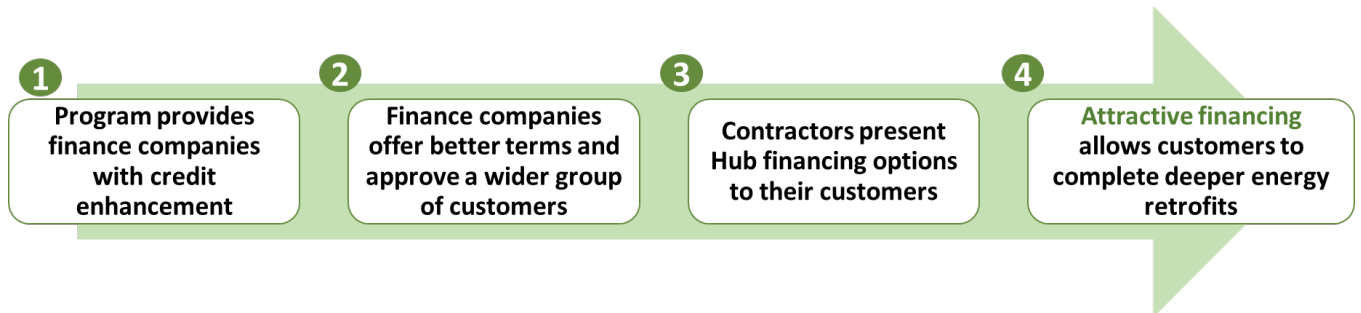 1
Program provides
finance companies
with credit
enhancement
2
Finance companies
offer better terms and
approve a wider group
of customers
3
Contractors present
Hub financing options
to their customers
4
Attractive financing
allows customers to
complete deeper energy
retrofits